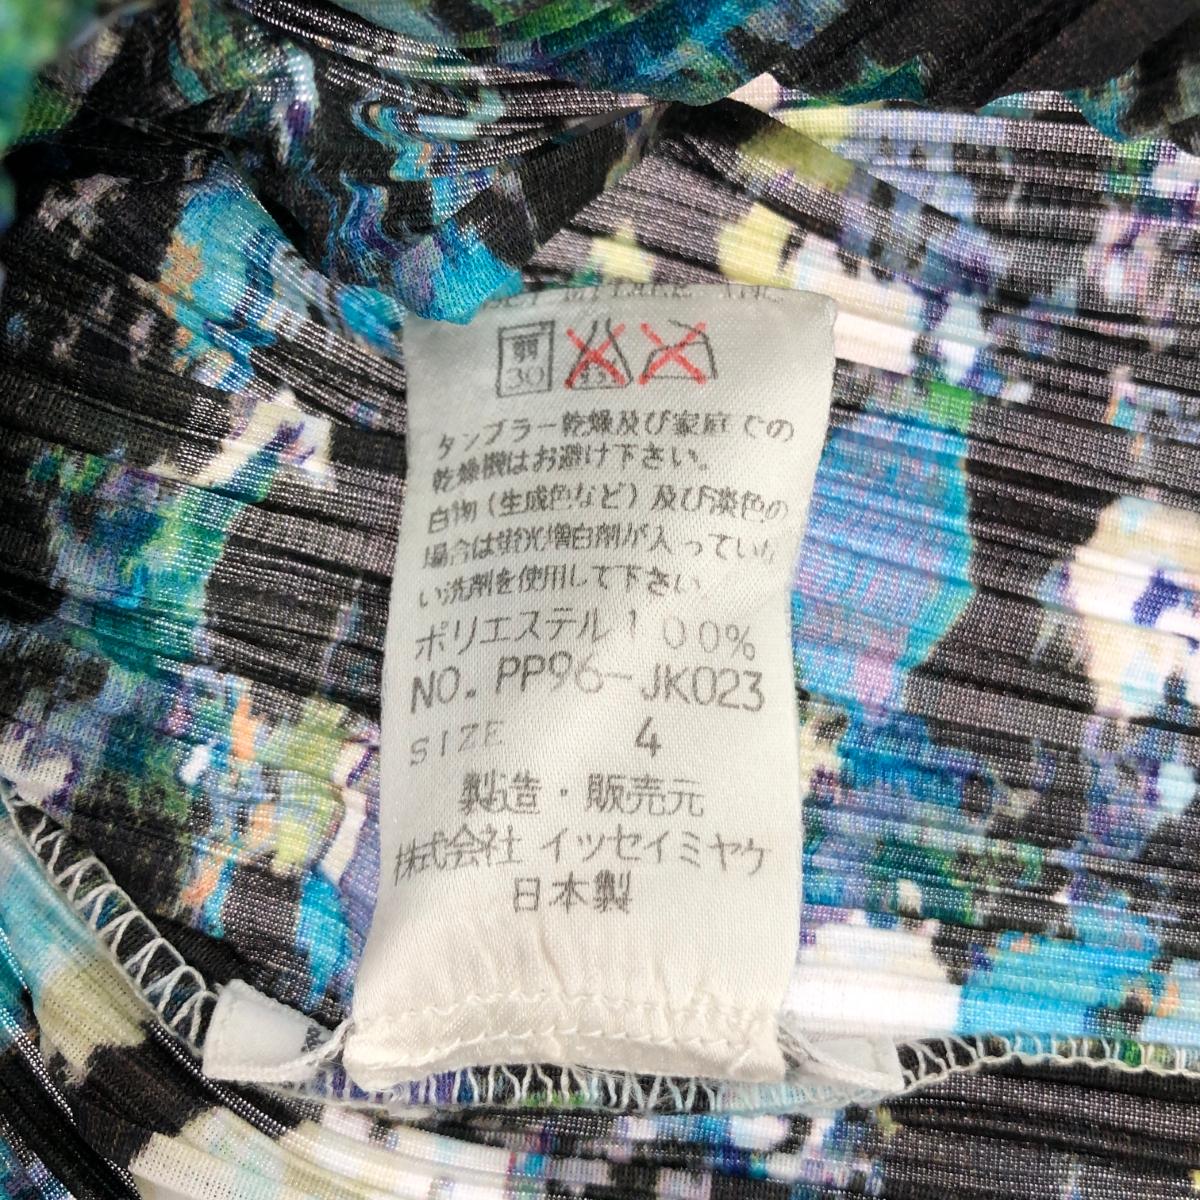 弱
30
タンブラー乾燥及び家庭での
乾燥機はお避け下さい。
白物（生成色など）及び淡色の
場合は蛍光増白剤が入っていな
い洗剤を使用して下さい
ポリエステル100%
NO. PP96-JK023
SIZE 4
製造・販売元
株式会社 イッセイミヤケ
日本製